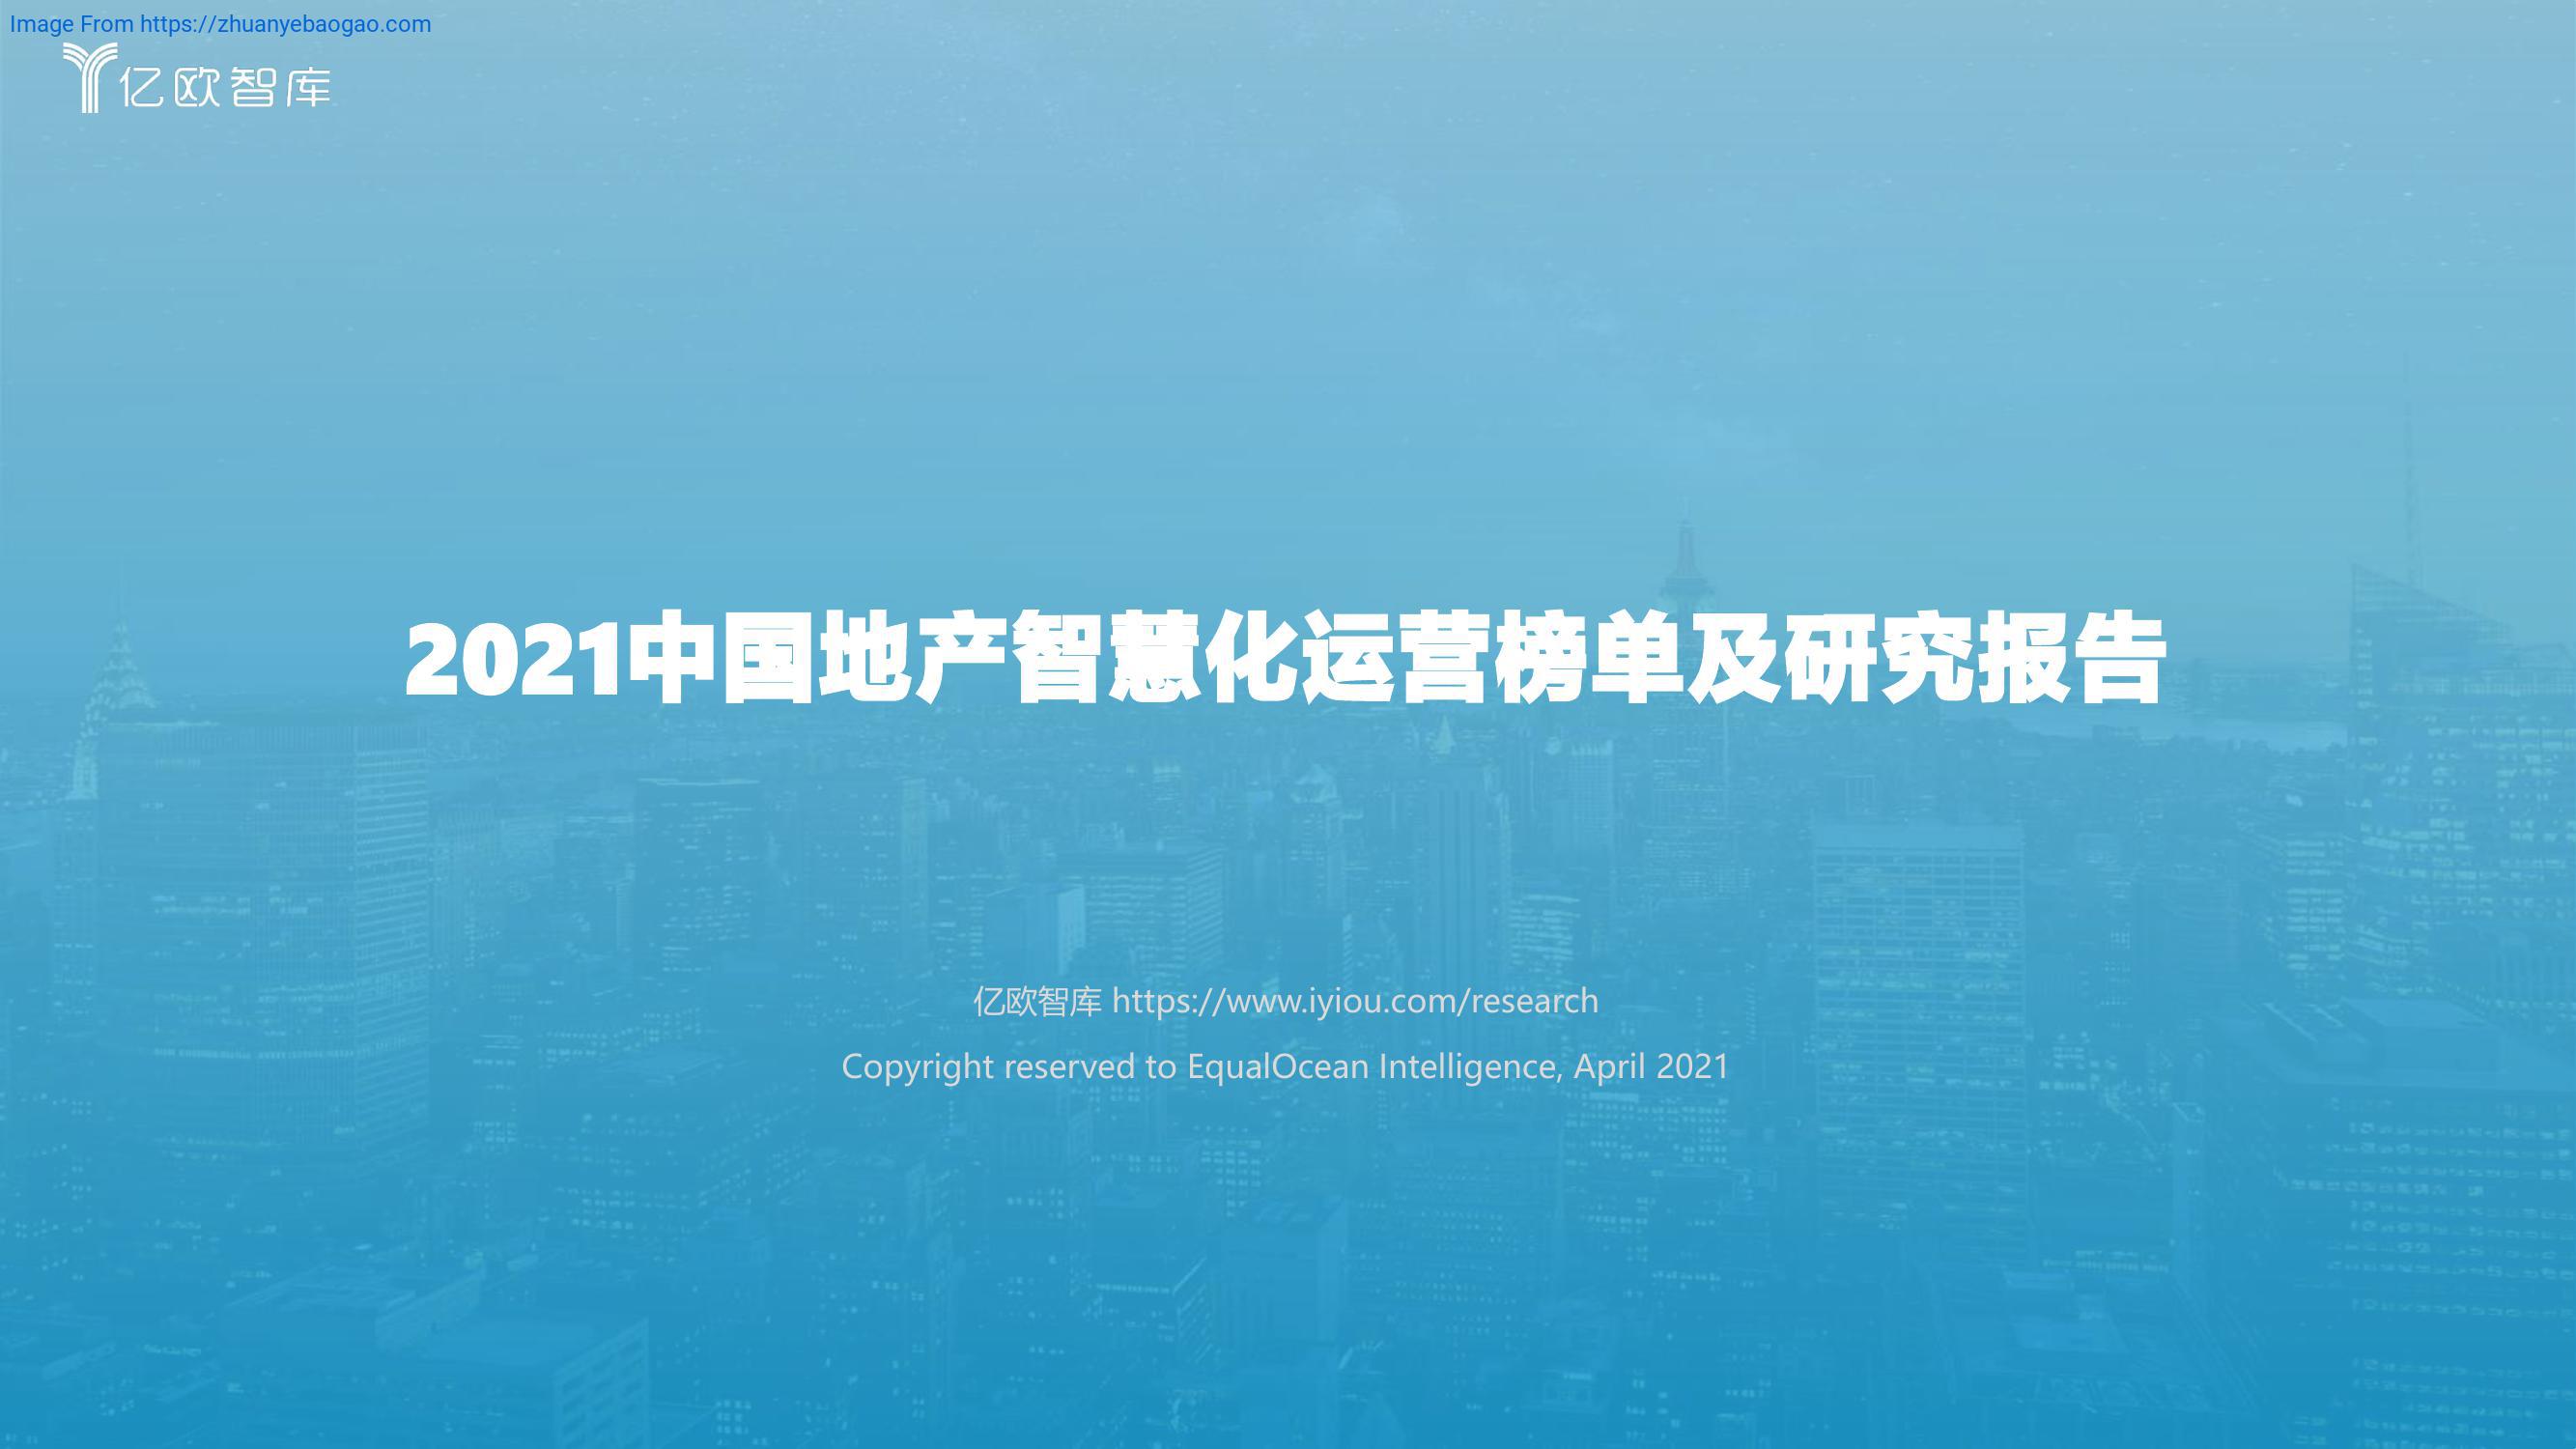 Image From https://zhuanyebaogao.com
亿欧智库
2021中国地产智慧化运营榜单及研究报告
亿欧智库 https://www.iyiou.com/research
Copyright reserved to EqualOcean Intelligence, April 2021